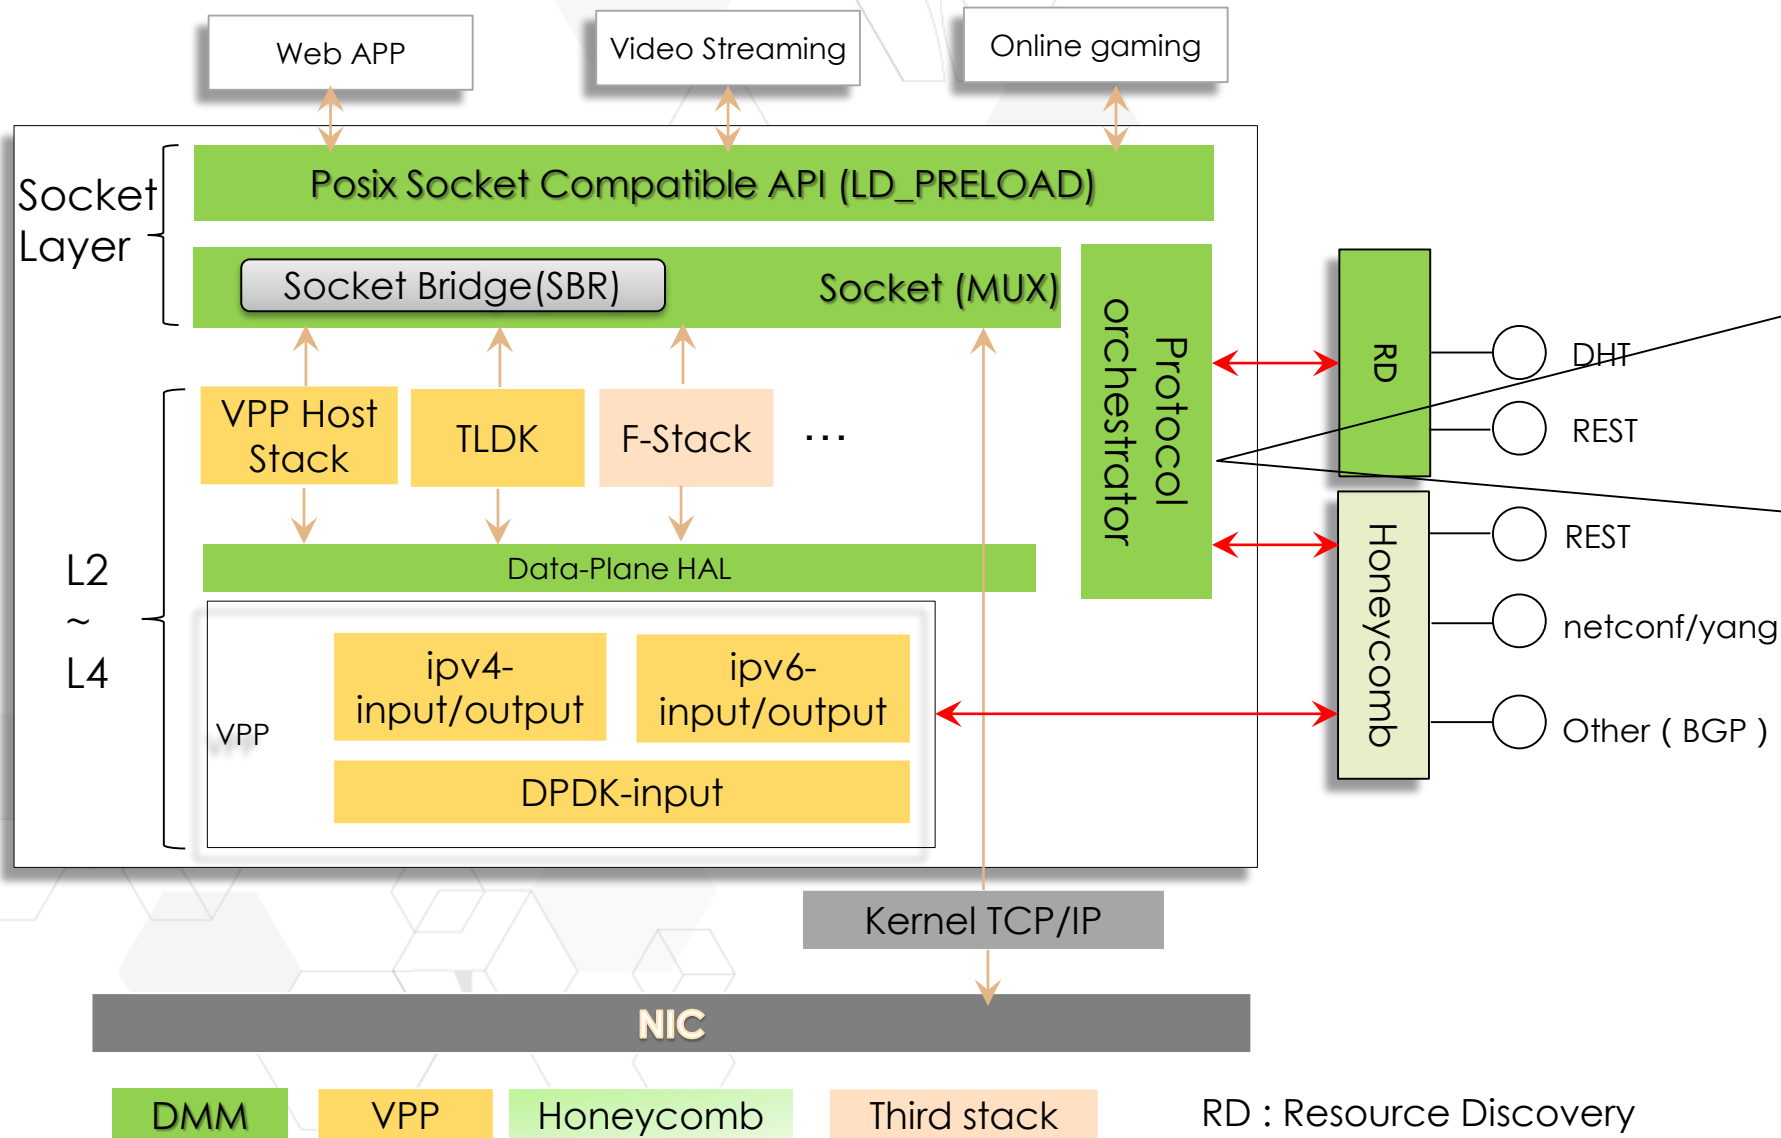 Web APP
Video Streaming
Online gaming
Socket
Layer
Posix Socket Compatible API (LD_PRELOAD)
Socket Bridge(SBR)
Socket (MUX)
Protocol
orchestrator
RD
DHT
REST
VPP Host
Stack
TLDK
F-Stack
...
Data-Plane HAL
L2
~
L4
VPP
ipv4-
input/output
ipv6-
input/output
DPDK-input
Honeycomb
REST
netconf/yang
Other ( BGP )
Kernel TCP/IP
NIC
DMM
VPP
Honeycomb
Third stack
RD : Resource Discovery